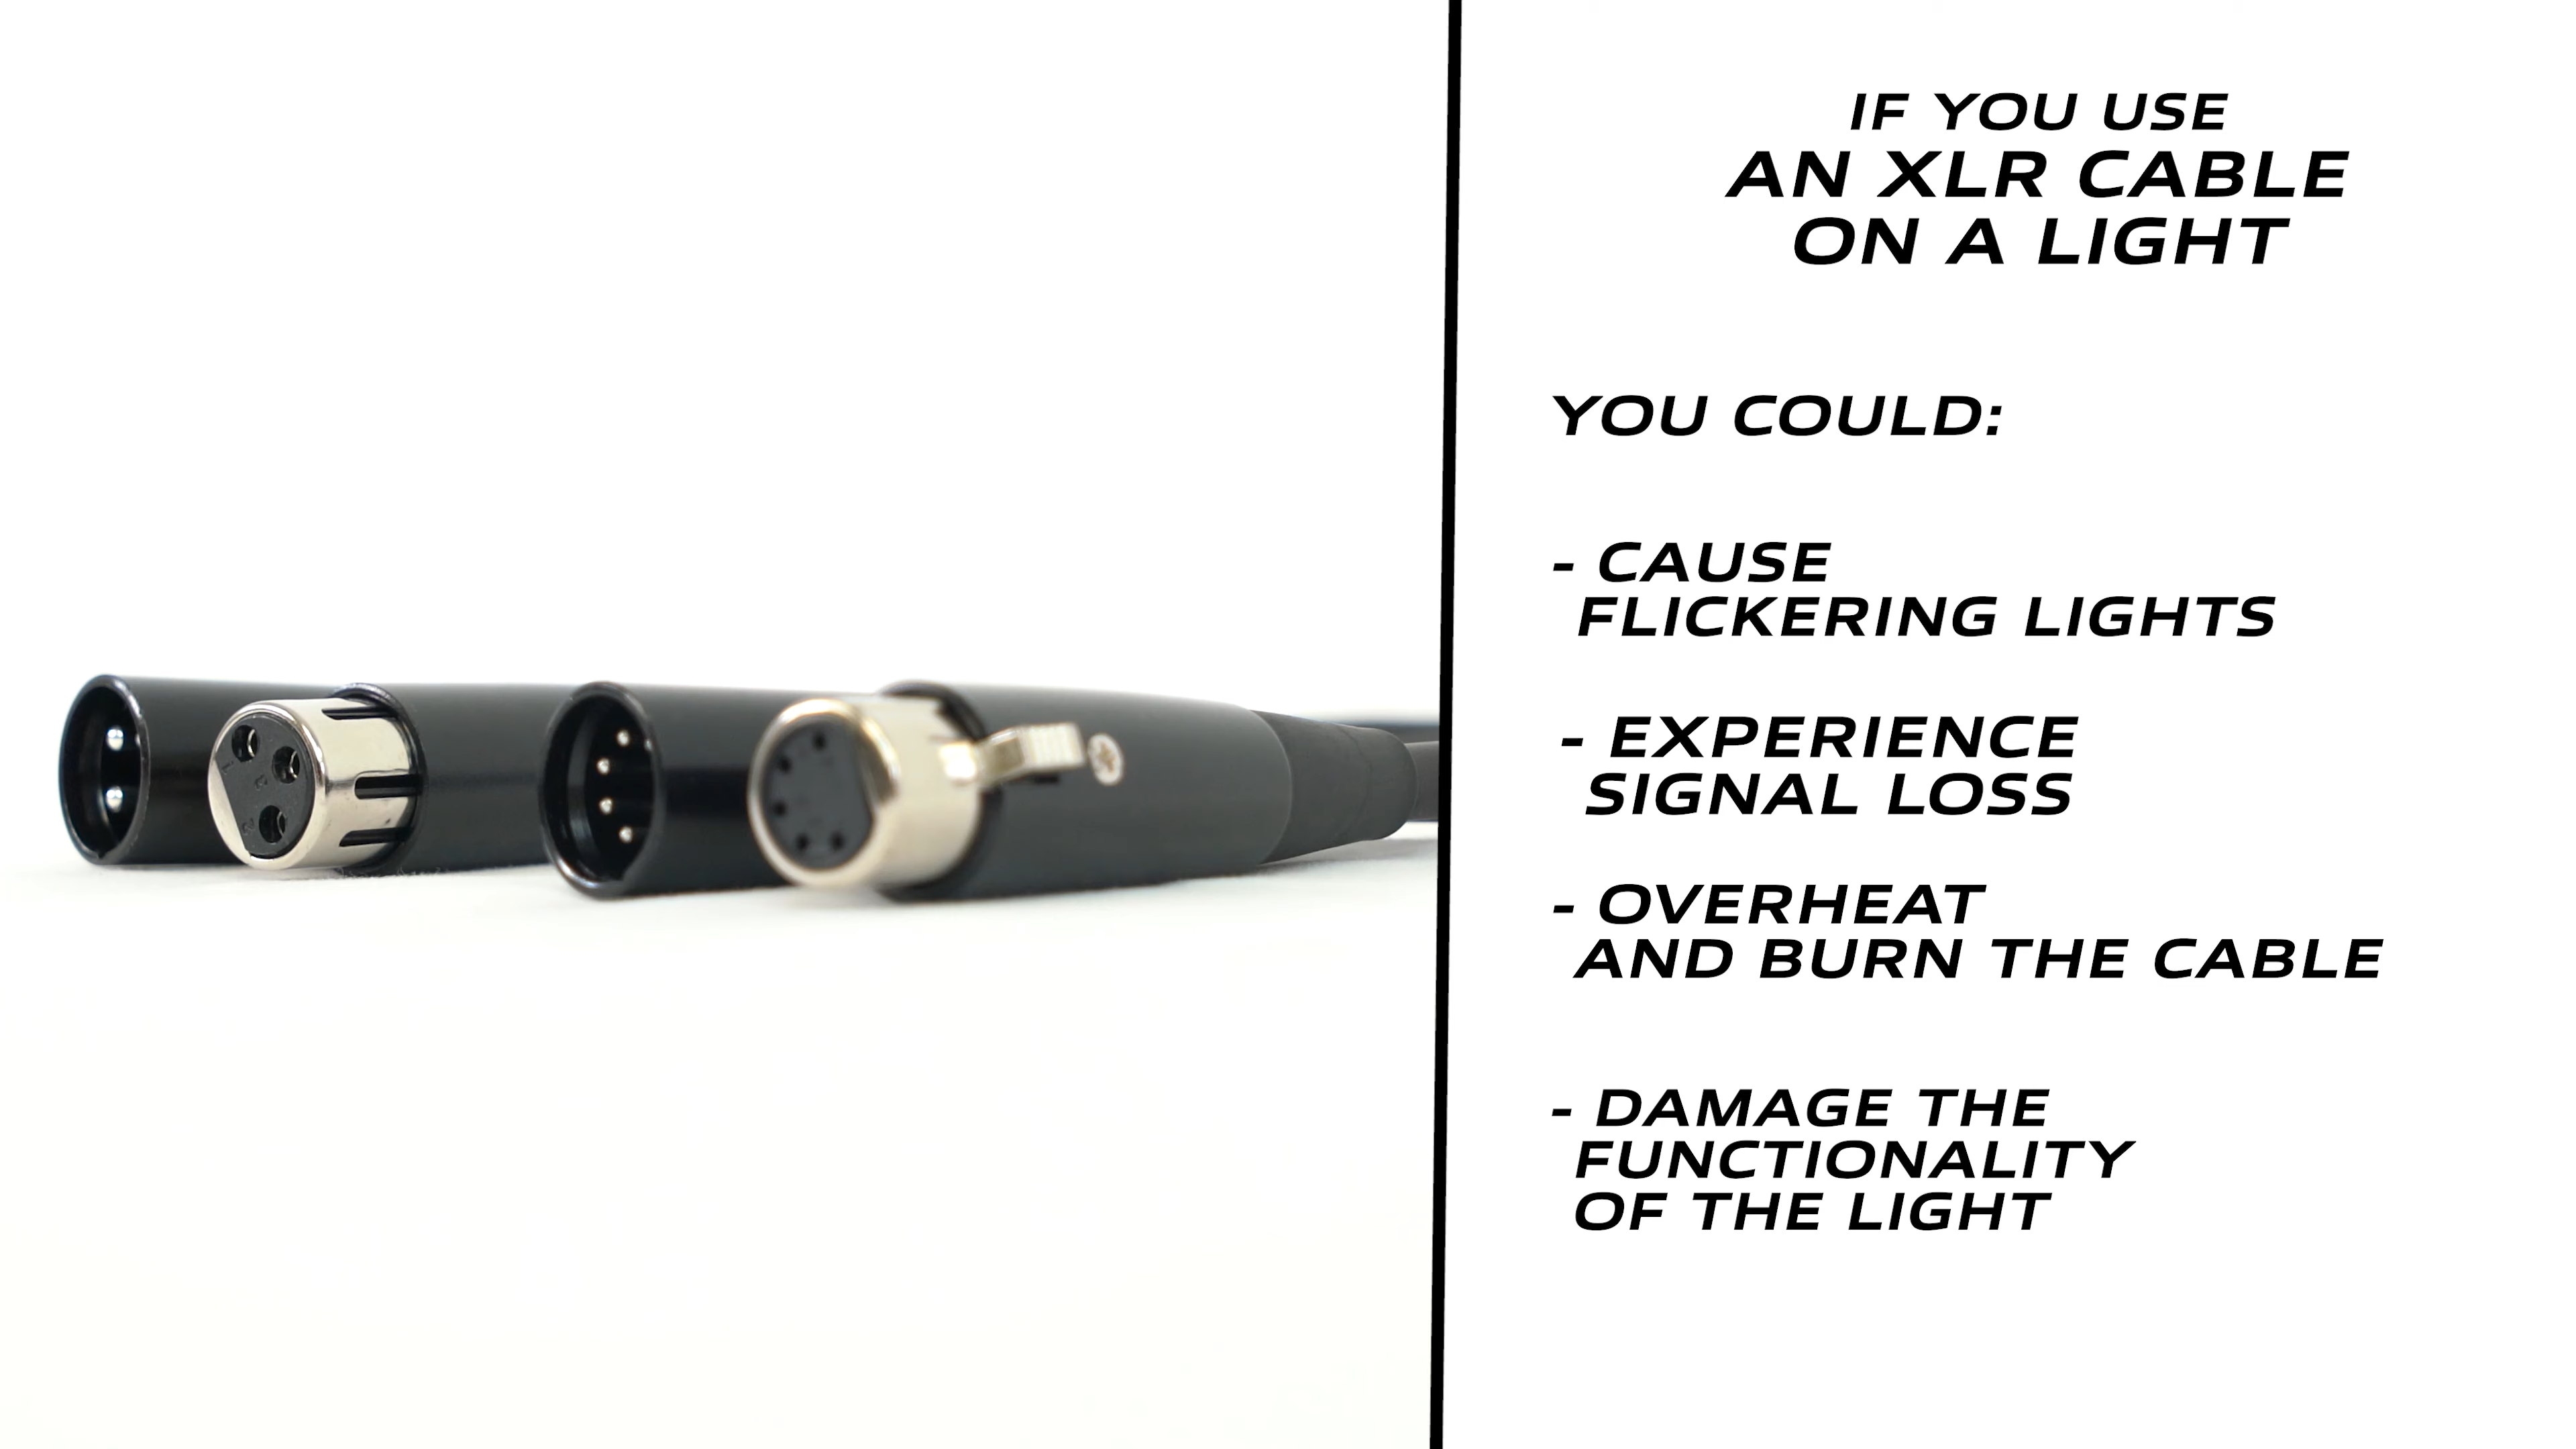 IF YOU USE
AN XLR CABLE
ON A LIGHT
YOU COULD:
- CAUSE
FLICKERING LIGHTS
- EXPERIENCE
SIGNAL LOSS
- OVERHEAT
AND BURN THE CABLE
- DAMAGE THE
FUNCTIONALITY
OF THE LIGHT